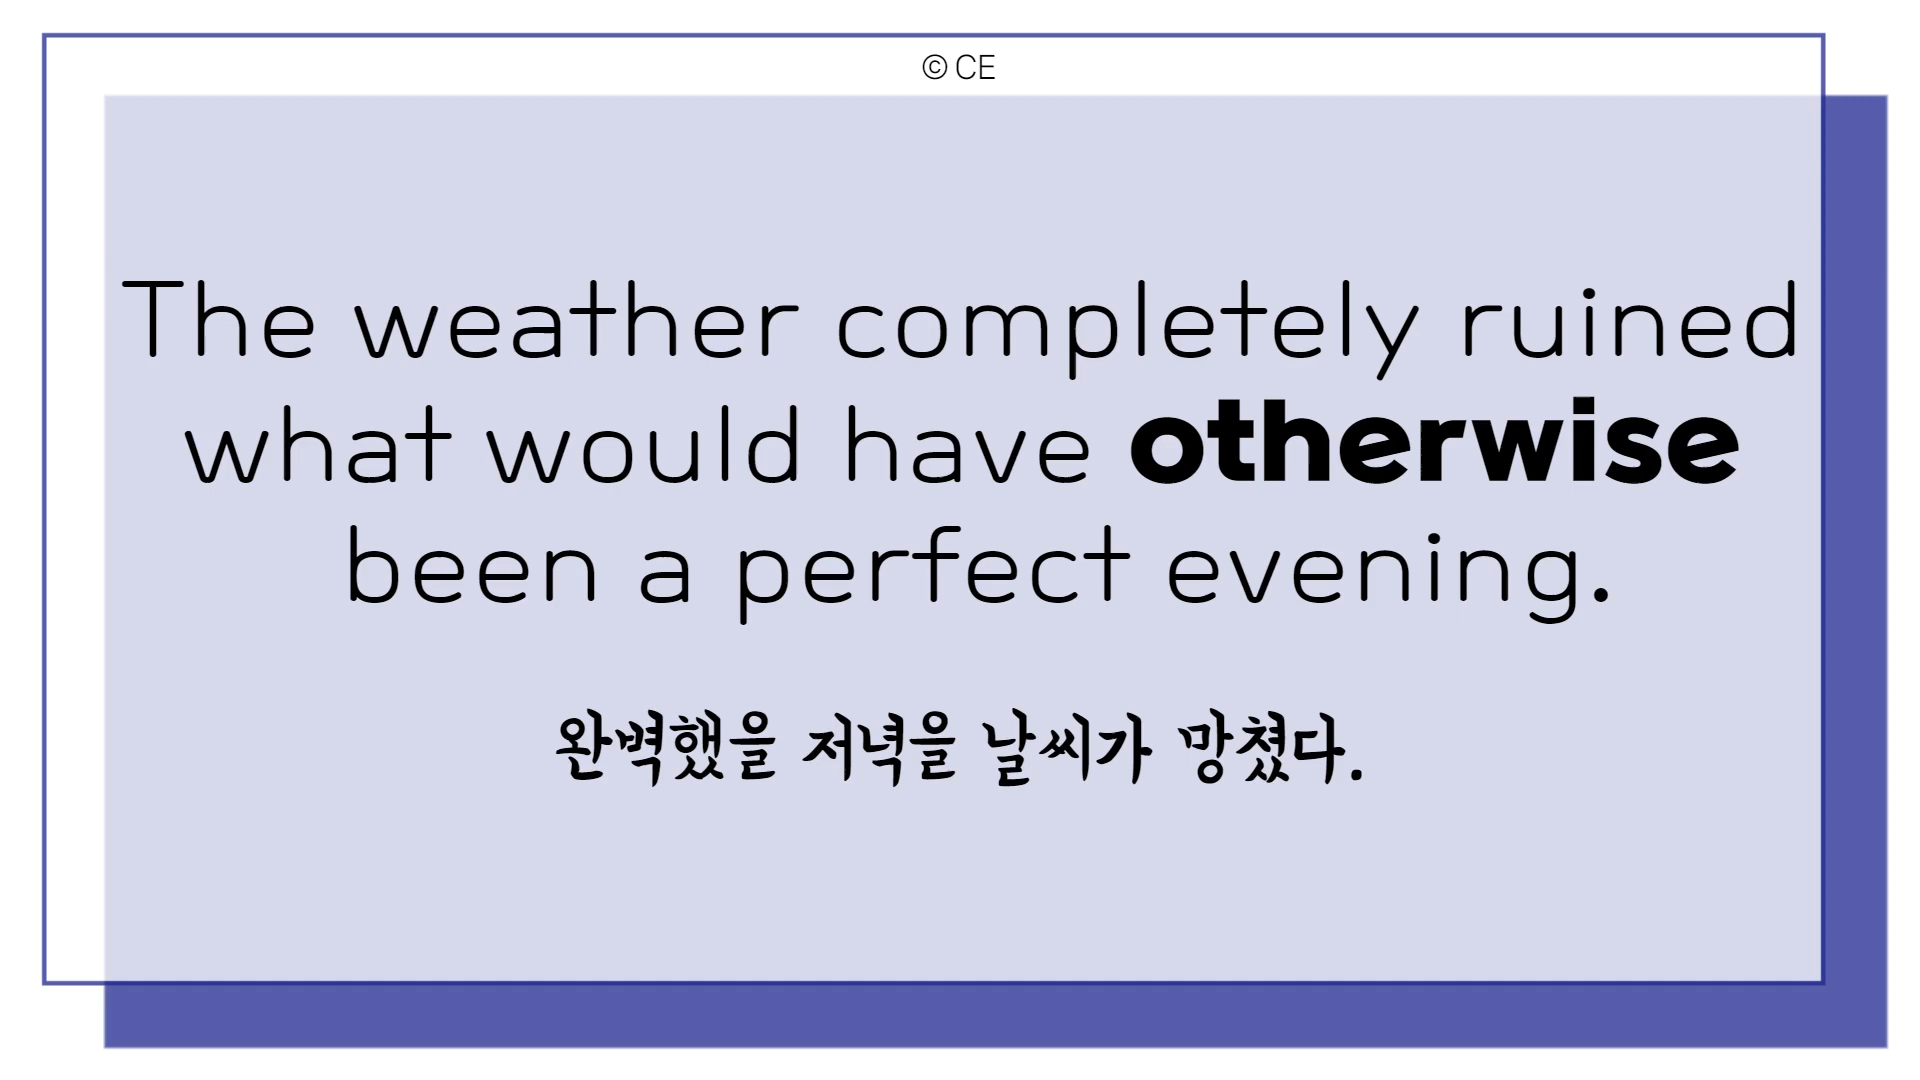 © CE
The weather completely ruined
what would have otherwise
been a perfect evening.
완벽했을 저녁을 날씨가 망쳤다.